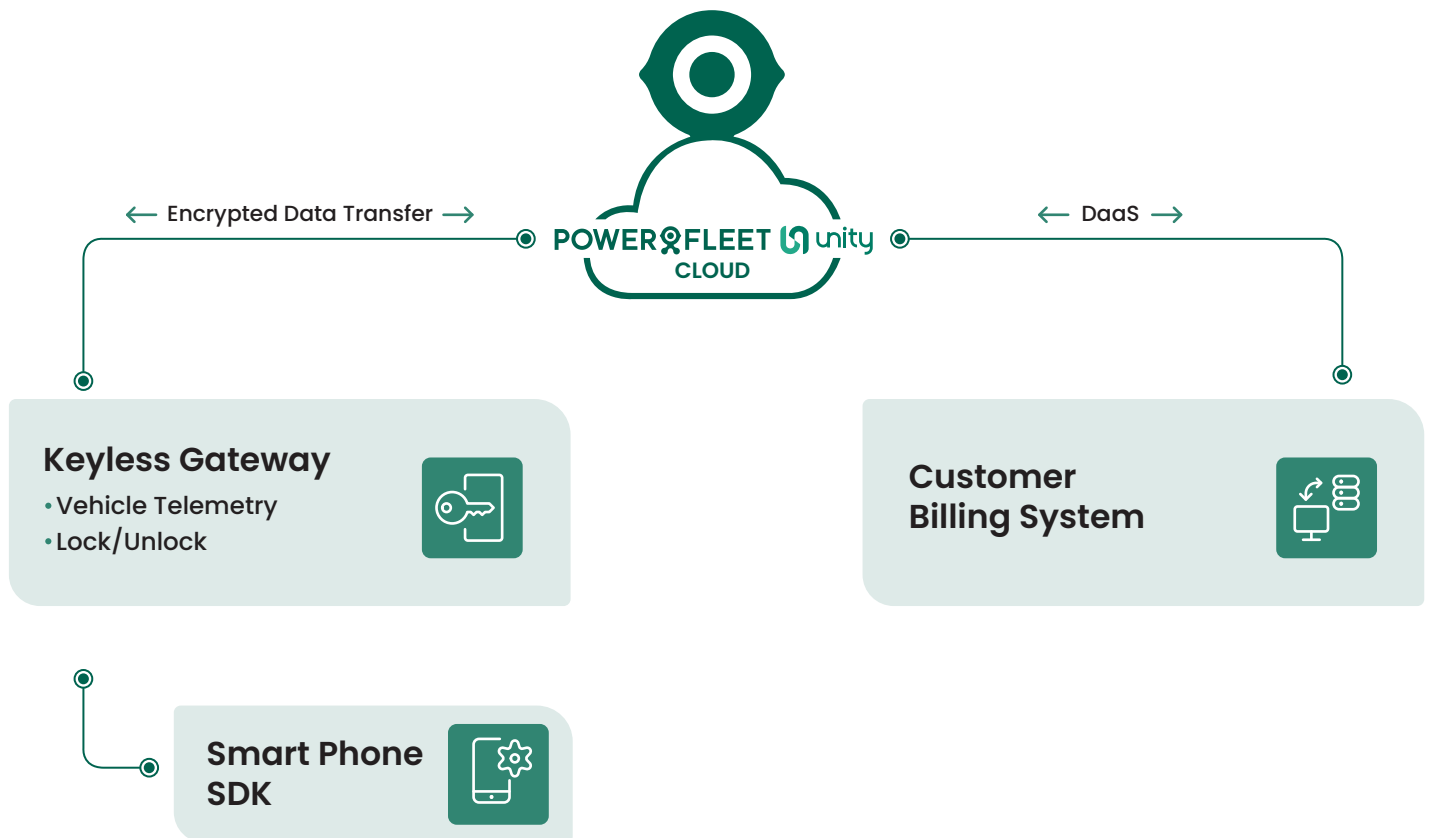 ← Encrypted Data Transfer →
← DaaS →
POWERFLEET unity
CLOUD
Keyless Gateway
• Vehicle Telemetry
• Lock/Unlock
Customer
Billing System
Smart Phone
SDK